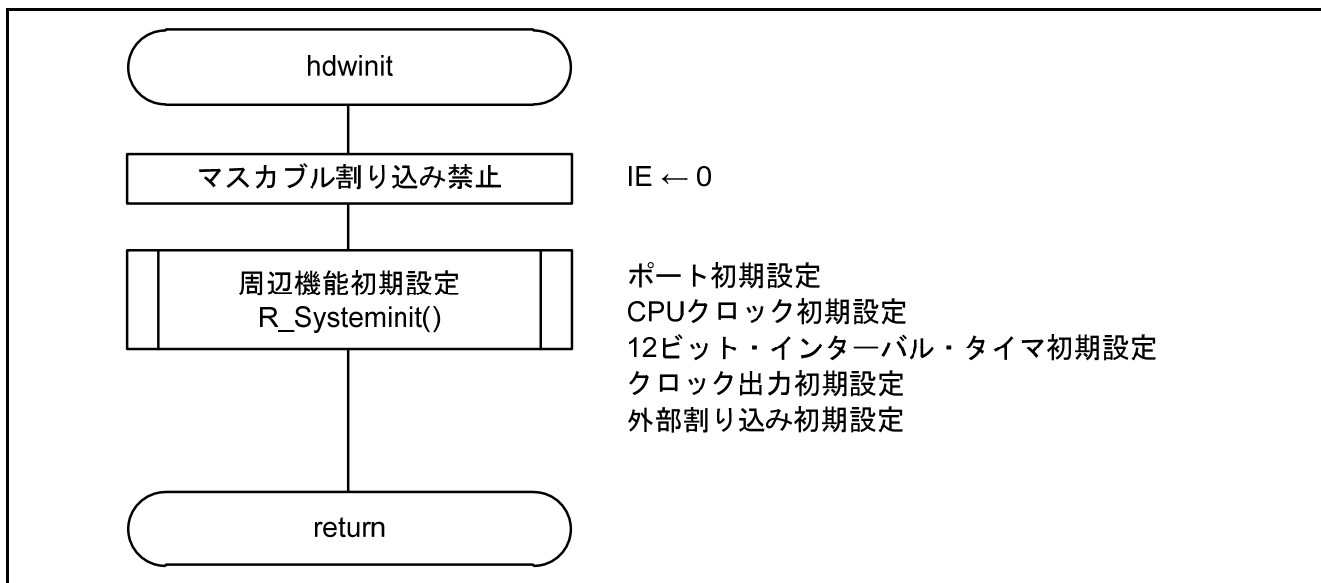 hdwinit
マスカブル割り込み禁止
IE ← 0
周辺機能初期設定
R_Systeminit()
ポート初期設定
CPUクロック初期設定
12ビット・インターバル・タイマ初期設定
クロック出力初期設定
外部割り込み初期設定
return